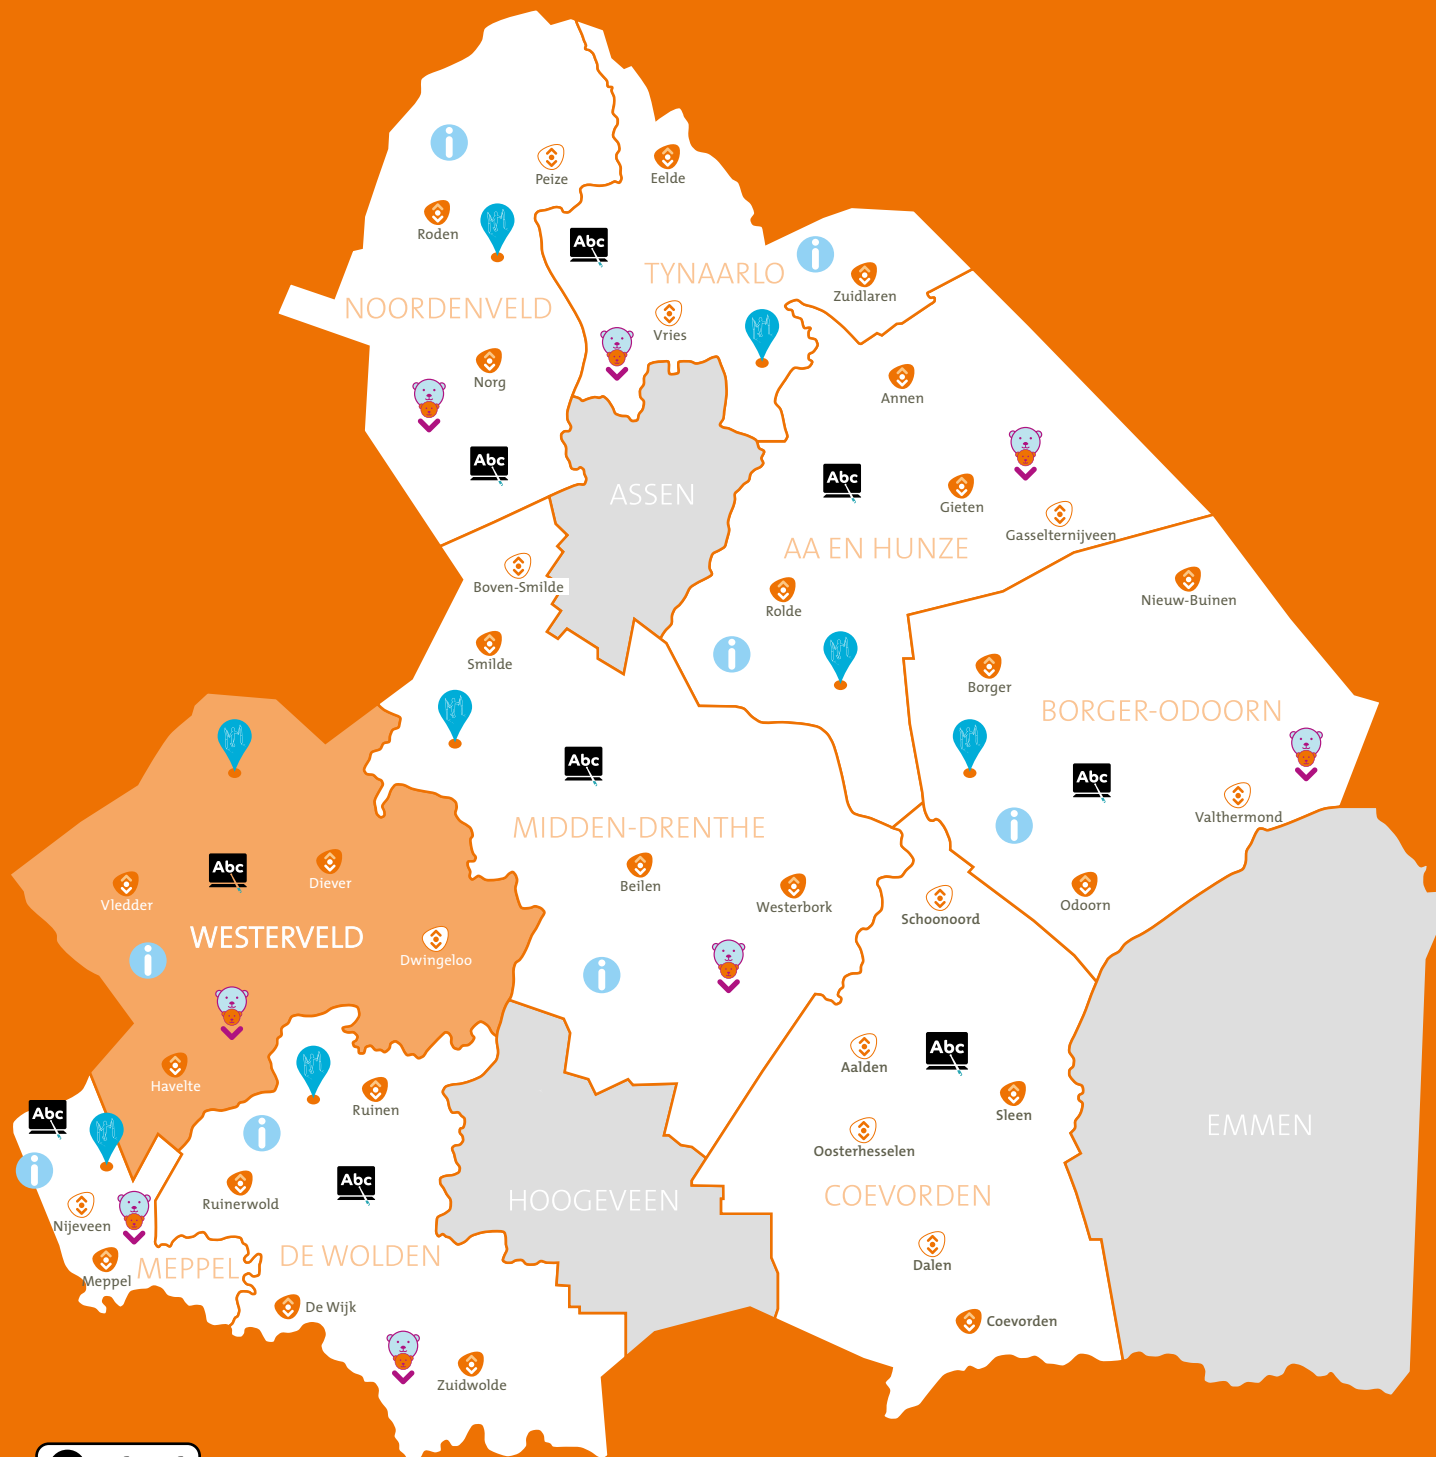 Peize
Eelde
Roden
Abc
TYNAARLO
i
i
Zuidlaren
NOORDENVELD
Vries
Norg
Annen
Abc
Abc
ASSEN
Gieten
Gasselternijveen
AA EN HUNZE
Boven-Smilde
Nieuw-Buinen
Rolde
Smilde
i
Borger
BORGER-ODOORN
Abc
Abc
Valthermond
i
MIDDEN-DRENTHE
Abc
Diever
Beilen
Vledder
Westerbork
Odoorn
Schoonoord
WESTERVELD
Dwingeloo
i
i
Abc
Aalden
Havelte
Ruinen
Sleen
Abc
i
EMMEN
Oosterhesselen
i
Abc
Ruinerwold
HOOGEVEEN
COEVORDEN
Nijeveen
DE WOLDEN
MEPPEL
Meppel
Dalen
De Wijk
Coevorden
Zuidwolde